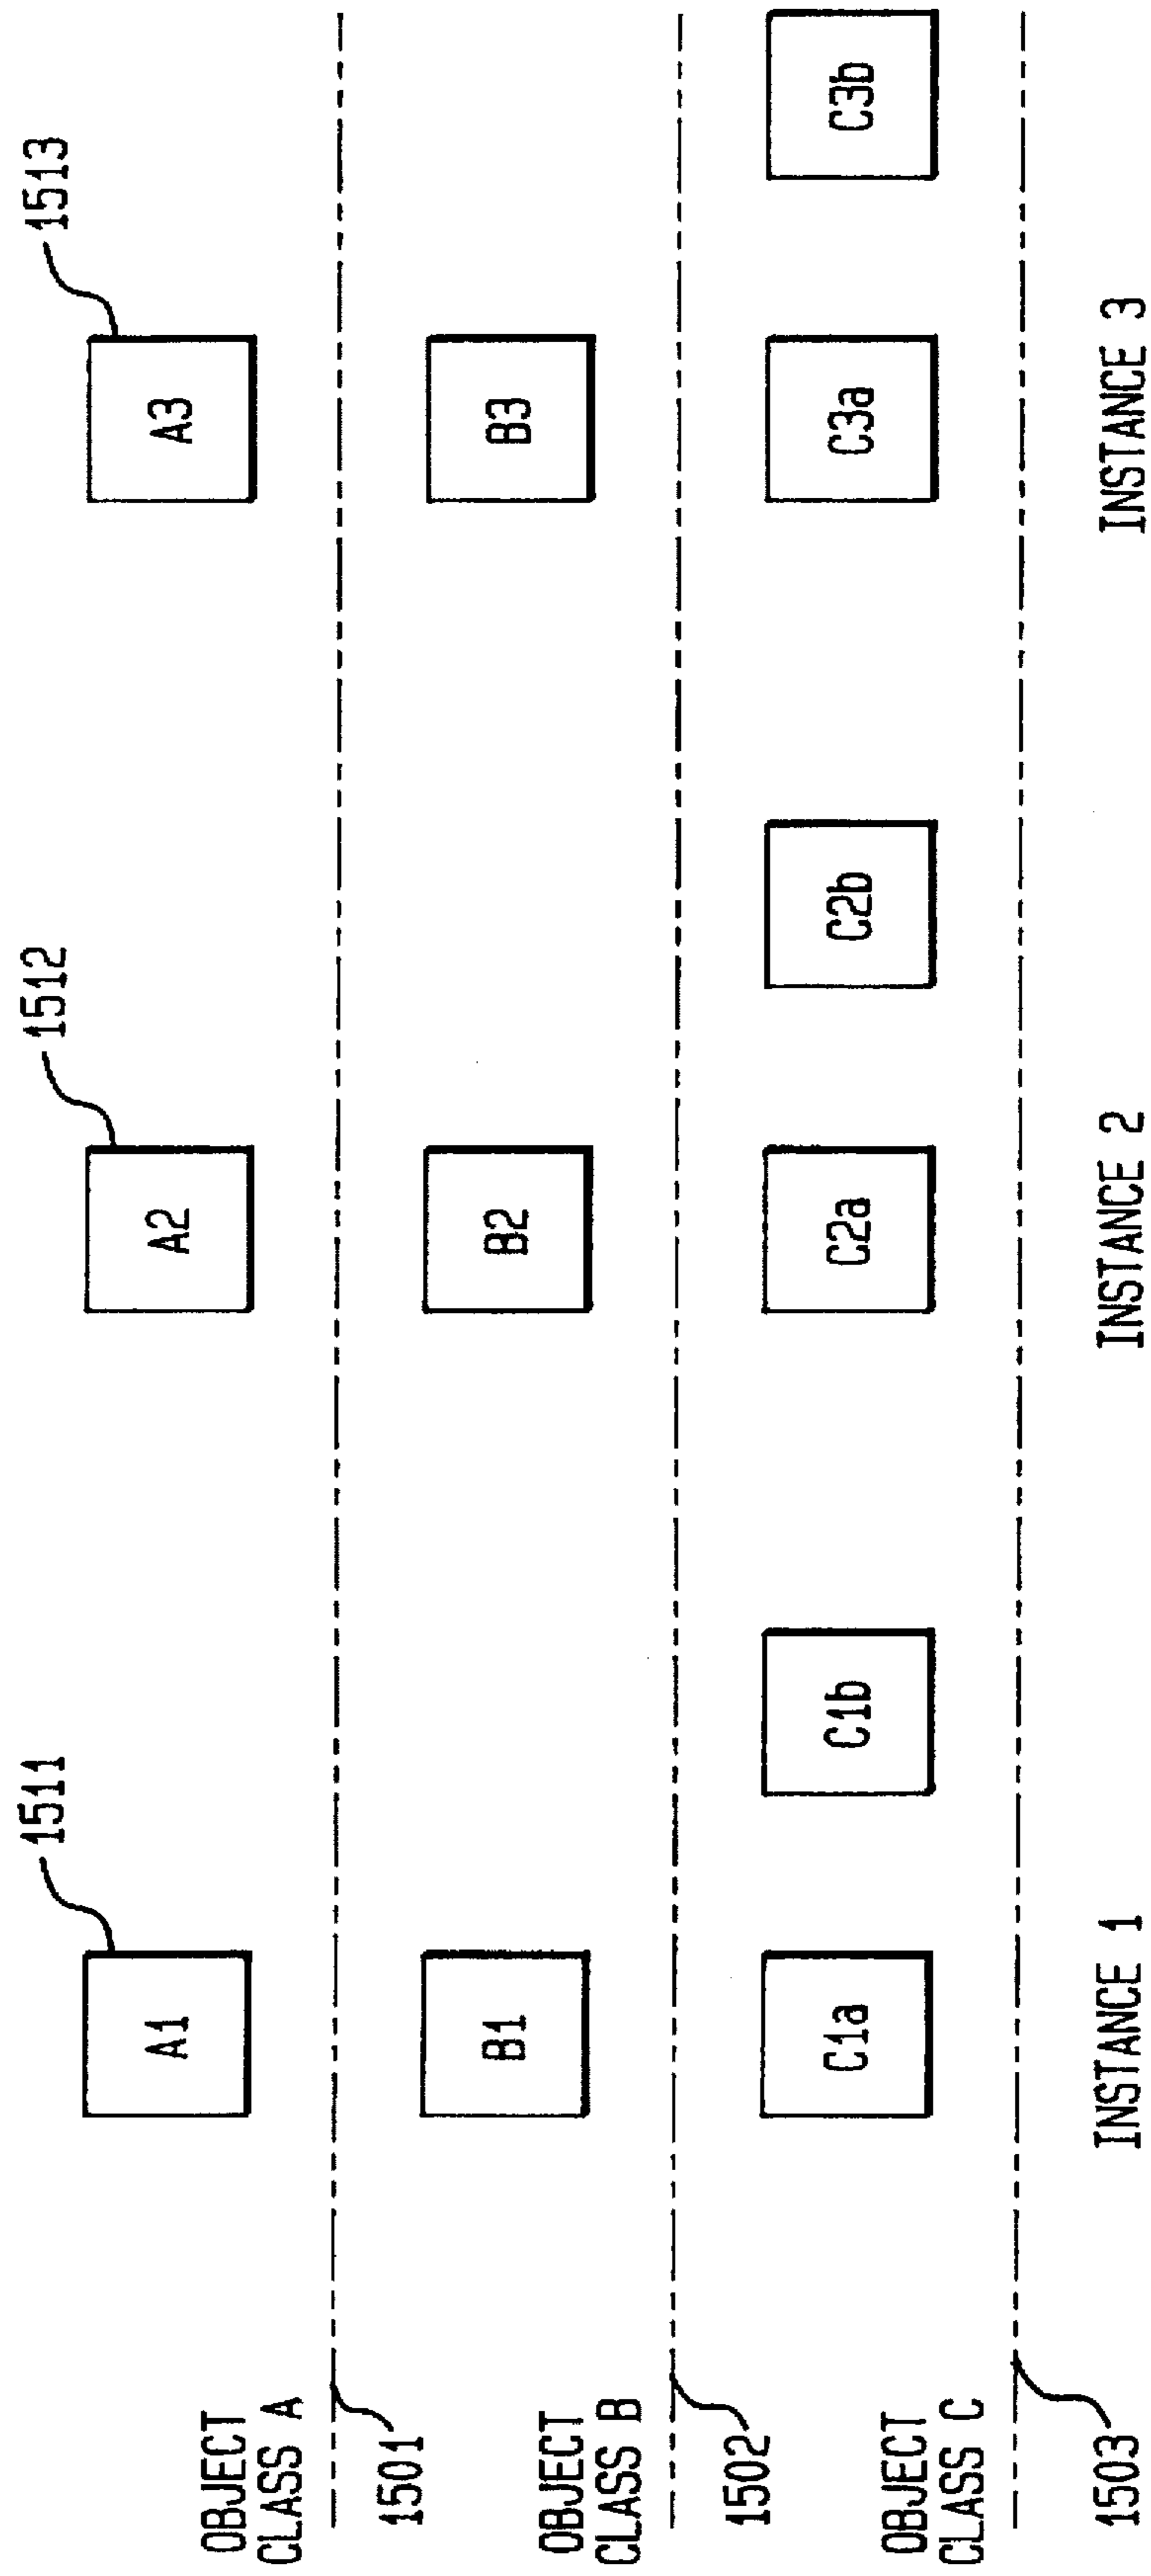 1511
1512
1513
A1
A2
A3
OBJECT
CLASS A
1501
B1
B2
B3
OBJECT
CLASS B
1502
C1a
C1b
C2a
C2b
C3a
C3b
OBJECT
CLASS C
1503
INSTANCE 1
INSTANCE 2
INSTANCE 3